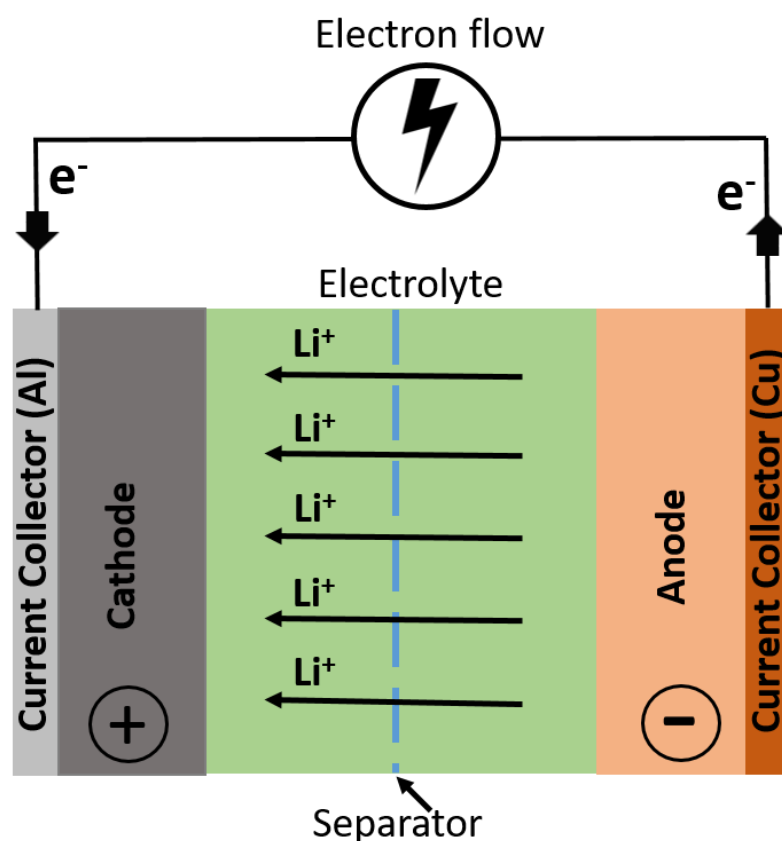 Electron flow
e⁻
e⁻
Electrolyte
Li⁺
Li⁺
Li⁺
Li⁺
Li⁺
Current Collector (Al)
Cathode
+
Anode
-
Current Collector (Cu)
Separator